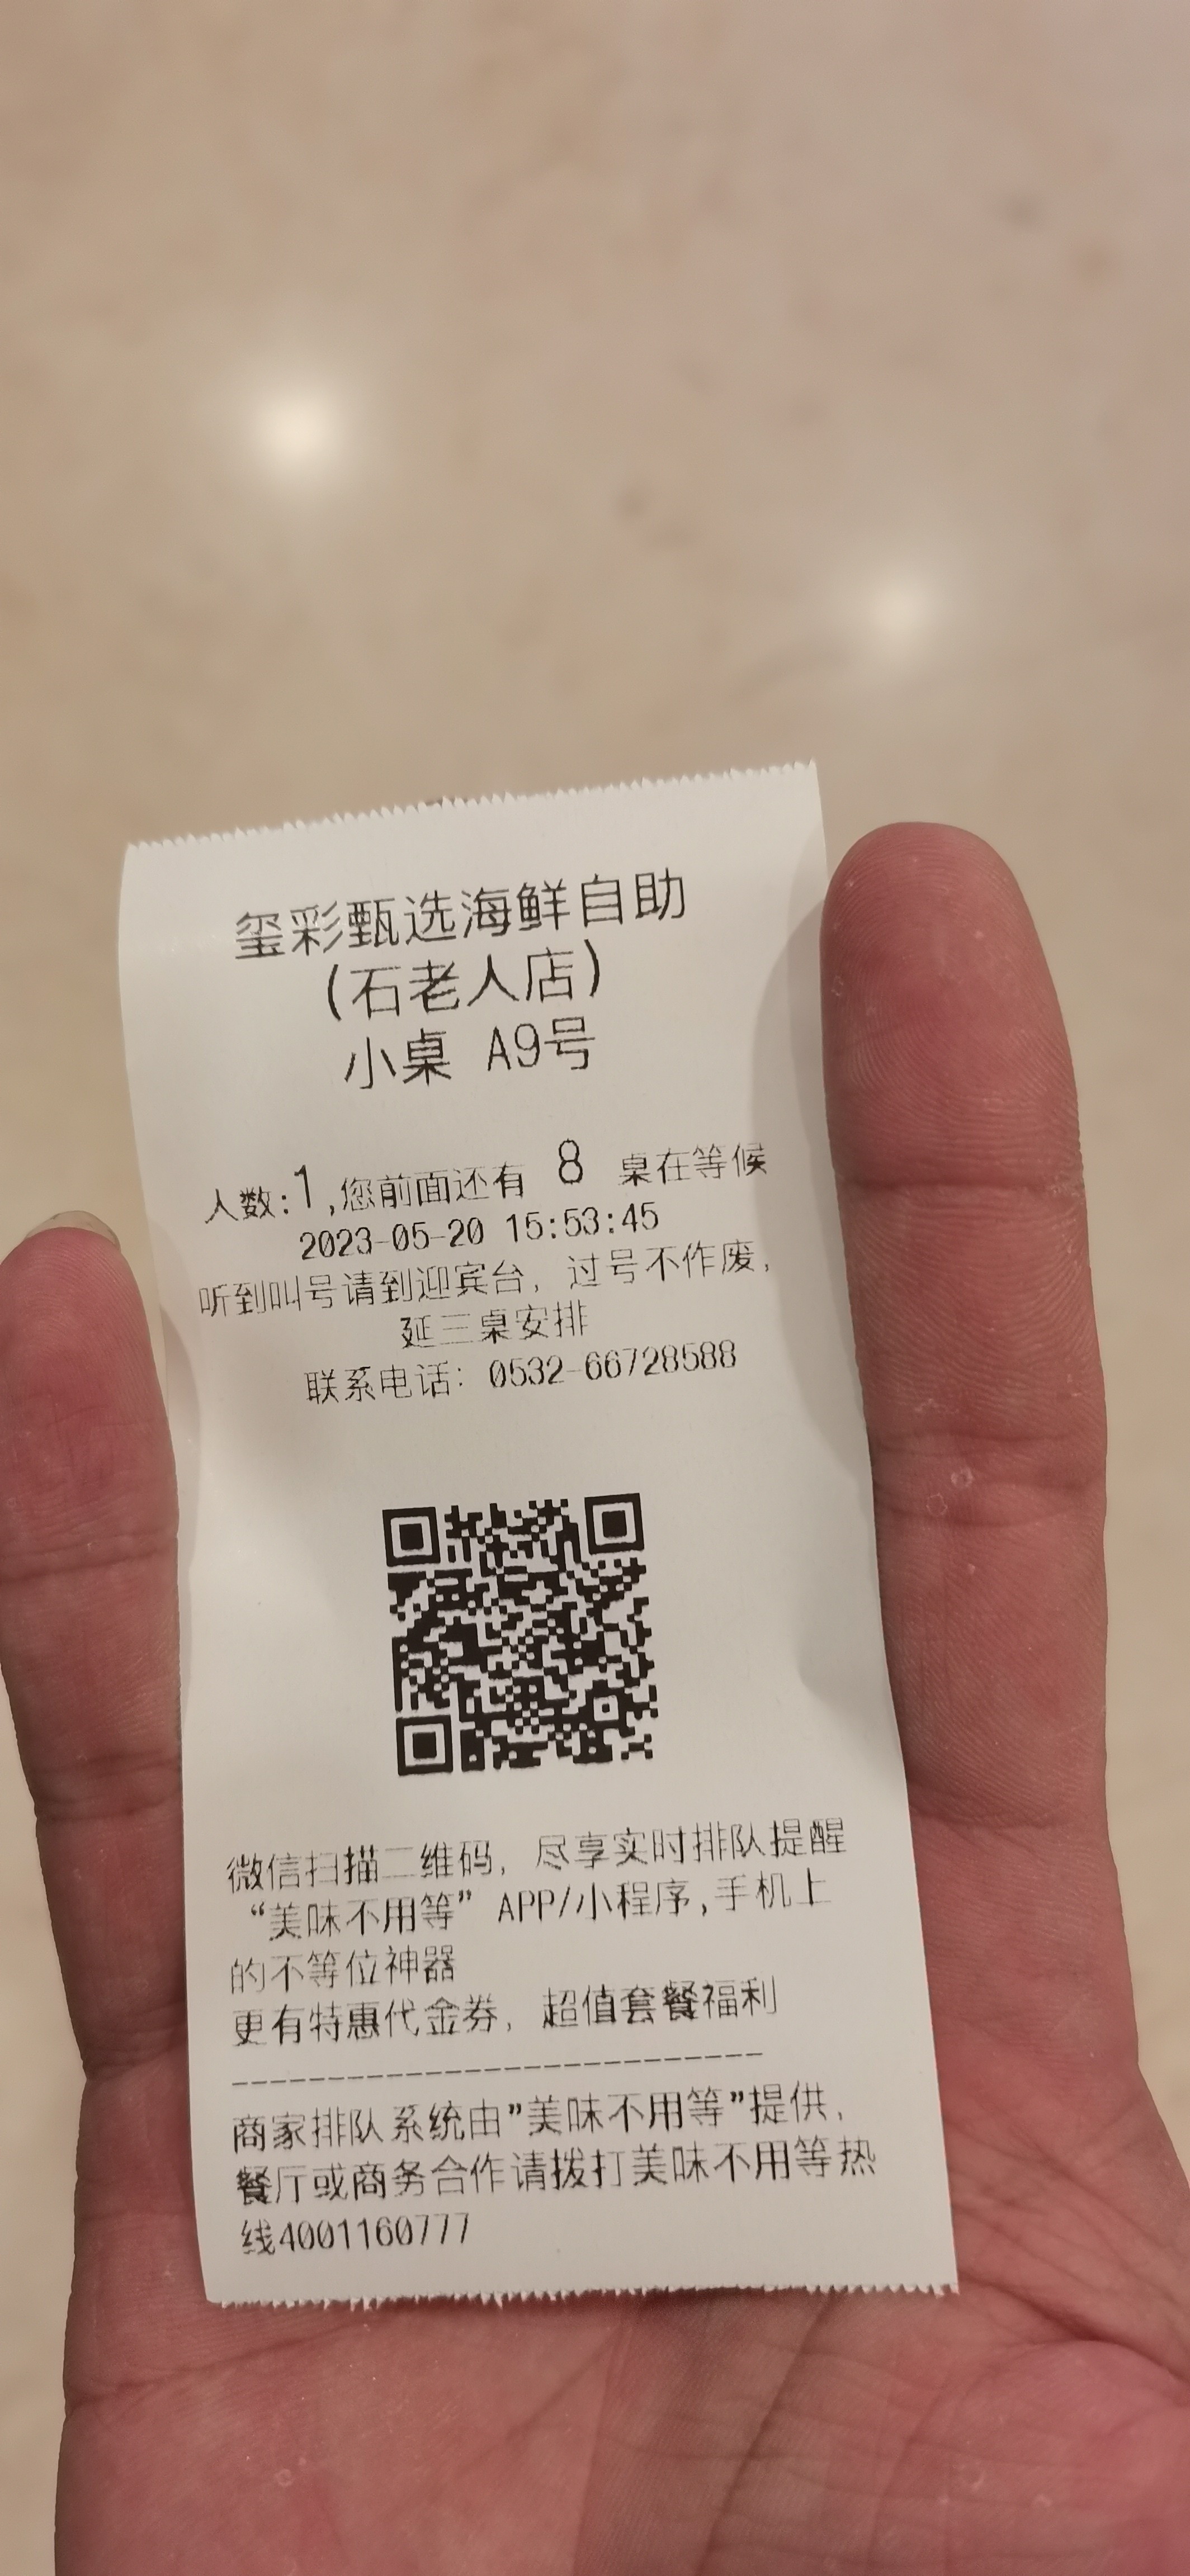 玺彩甄选海鲜自助
(石老人店)
小桌 A9号
人数:1,您前面还有 8 桌在等候
2023-05-20 15:53:45
听到叫号请到迎宾台，过号不作废，
延三桌安排
联系电话：0532-66728588
微信扫描二维码，尽享实时排队提醒
“美味不用等” APP/小程序,手机上
的不等位神器
更有特惠代金券，超值套餐福利
----------------------------
商家排队系统由”美味不用等”提供，
餐厅或商务合作请拨打美味不用等热
线4001160777